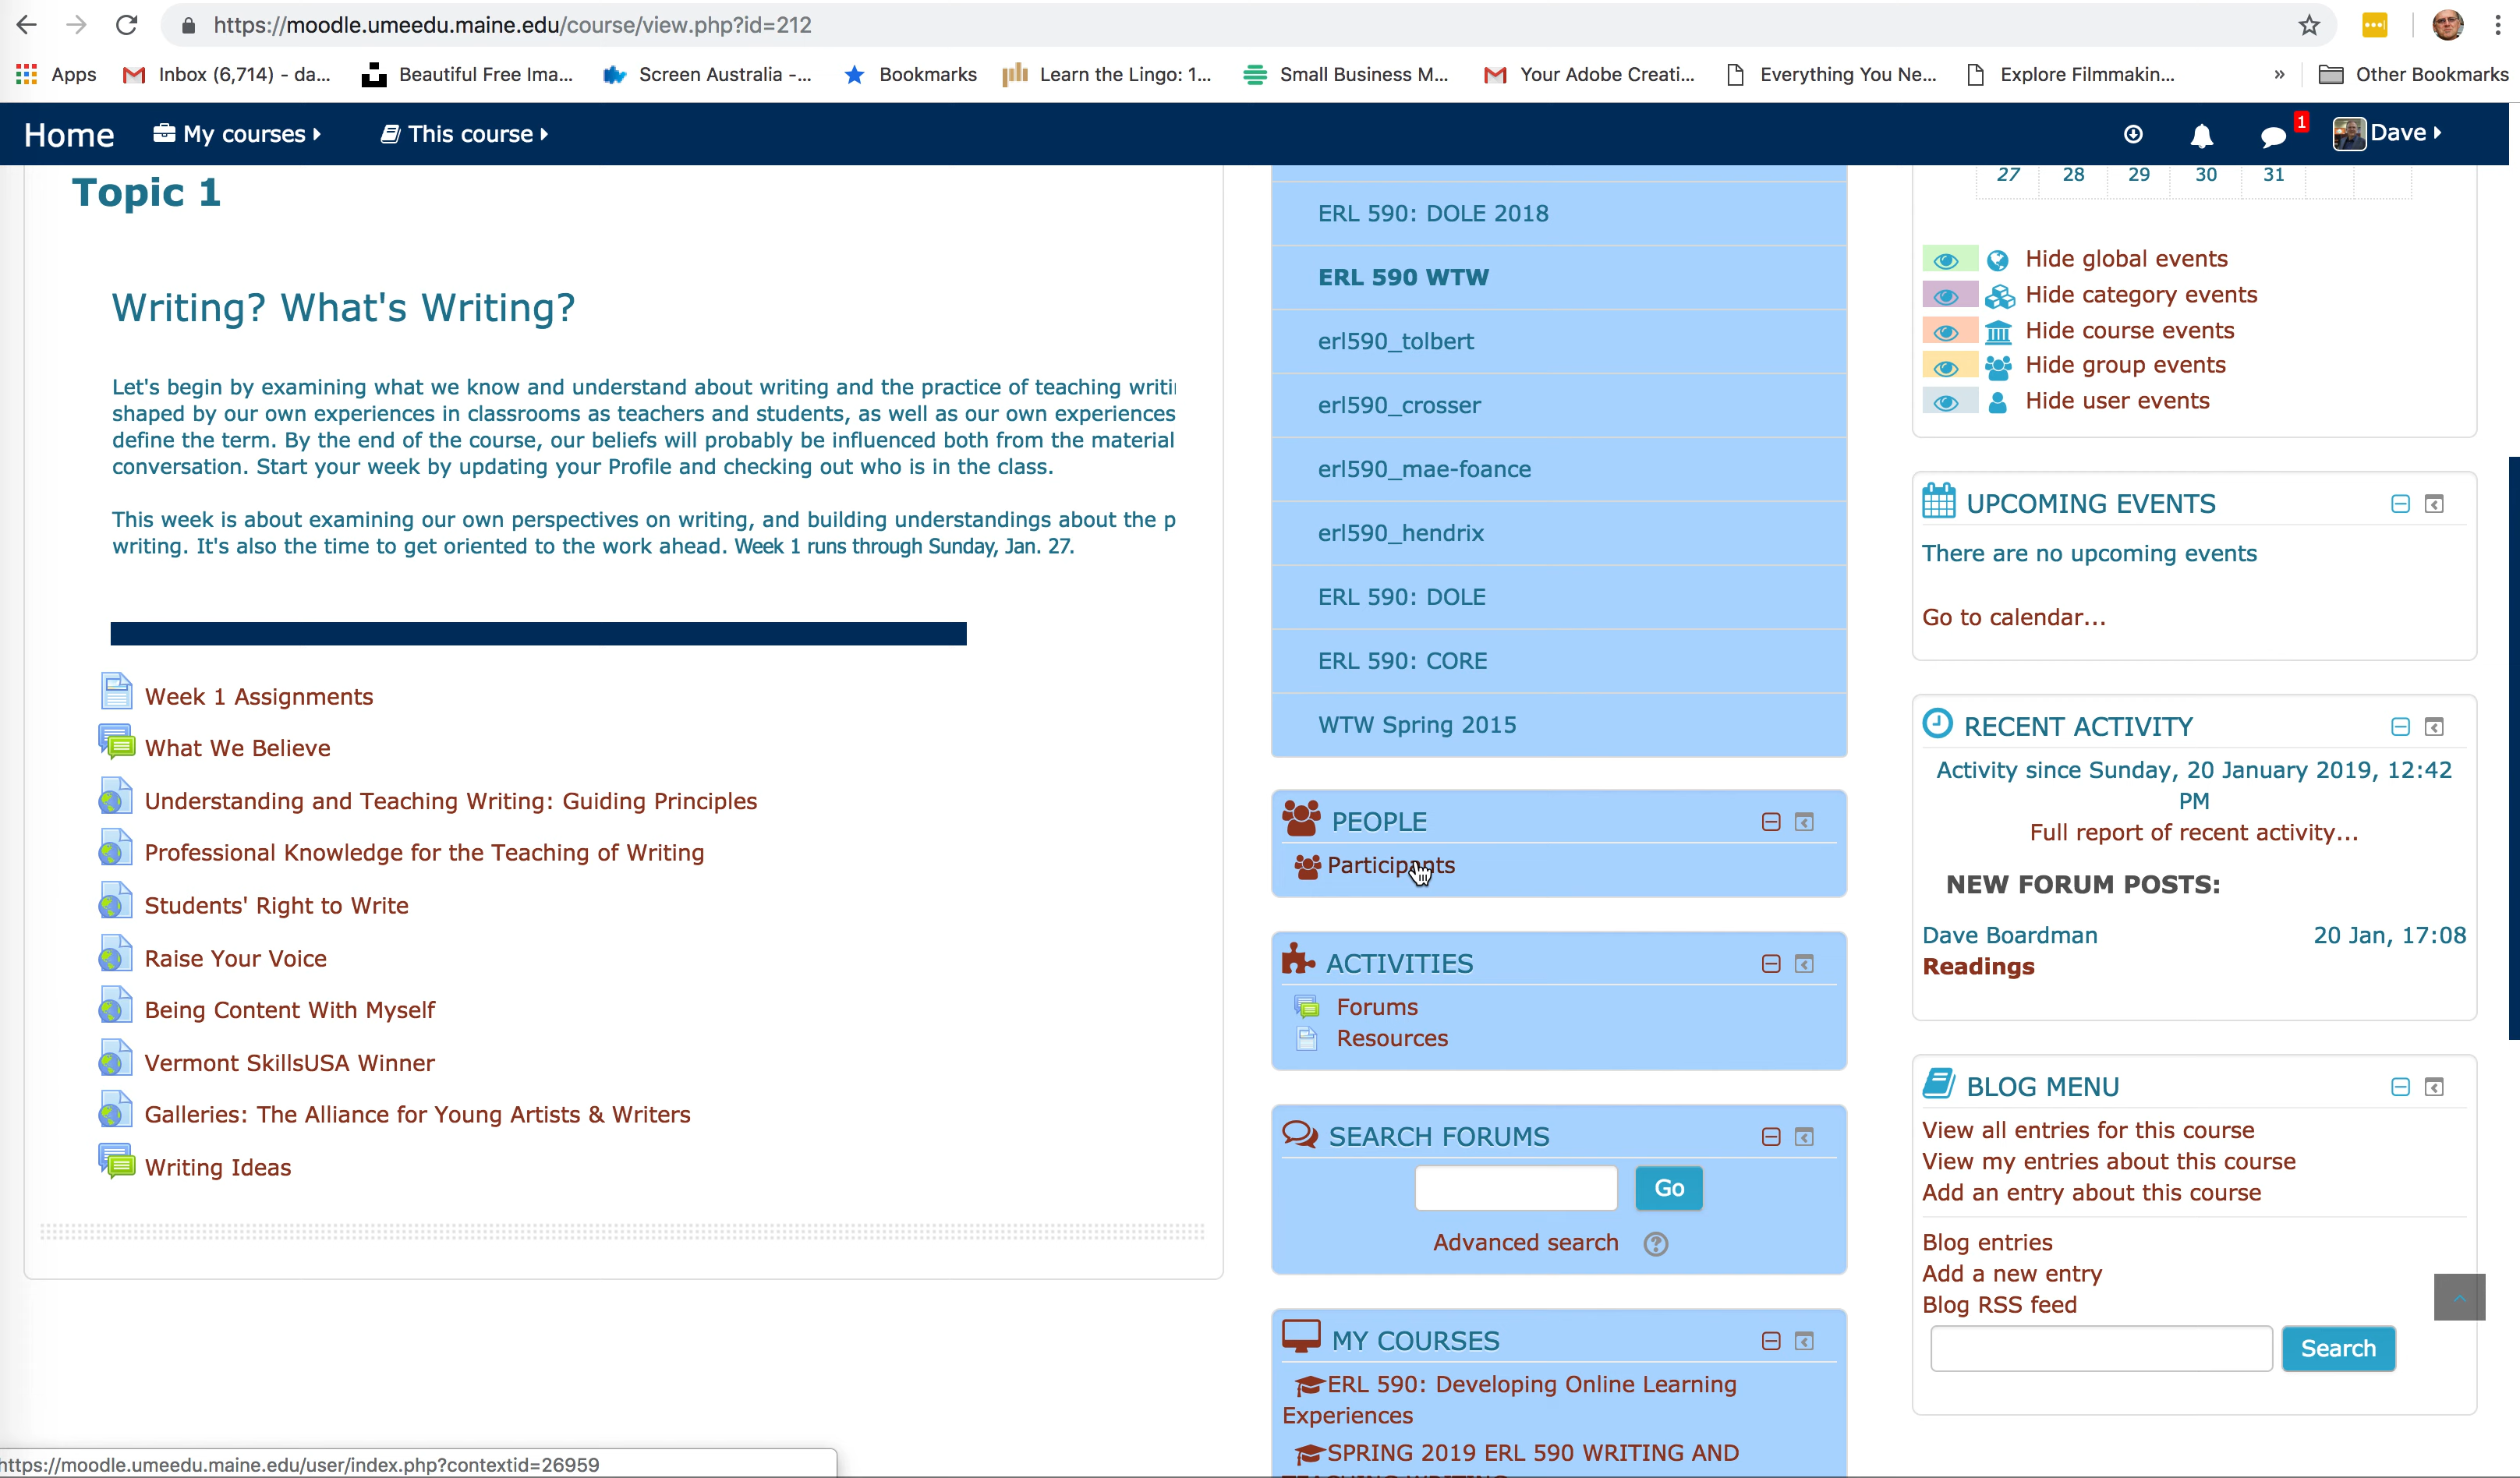 https://moodle.umeedu.maine.edu/course/view.php?id=212
Apps
Inbox (6,714) - da...
Beautiful Free Ima...
Screen Australia -...
Bookmarks
Learn the Lingo: 1...
Small Business M...
Your Adobe Creati...
Everything You Ne...
Explore Filmmakin...
»
Other Bookmarks
Home
My courses
This course
1
Dave
Topic 1
Writing? What's Writing?
Let's begin by examining what we know and understand about writing and the practice of teaching writi
shaped by our own experiences in classrooms as teachers and students, as well as our own experiences
define the term. By the end of the course, our beliefs will probably be influenced both from the material
conversation. Start your week by updating your Profile and checking out who is in the class.
This week is about examining our own perspectives on writing, and building understandings about the p
writing. It's also the time to get oriented to the work ahead. Week 1 runs through Sunday, Jan. 27.
Week 1 Assignments
What We Believe
Understanding and Teaching Writing: Guiding Principles
Professional Knowledge for the Teaching of Writing
Students' Right to Write
Raise Your Voice
Being Content With Myself
Vermont SkillsUSA Winner
Galleries: The Alliance for Young Artists & Writers
Writing Ideas
ERL 590: DOLE 2018
ERL 590 WTW
erl590_tolbert
erl590_crosser
erl590_mae-foance
erl590_hendrix
ERL 590: DOLE
ERL 590: CORE
WTW Spring 2015
PEOPLE
Participants
ACTIVITIES
Forums
Resources
SEARCH FORUMS
Go
Advanced search
MY COURSES
ERL 590: Developing Online Learning
Experiences
SPRING 2019 ERL 590 WRITING AND
27 28 29 30 31
Hide global events
Hide category events
Hide course events
Hide group events
Hide user events
UPCOMING EVENTS
There are no upcoming events
Go to calendar...
RECENT ACTIVITY
Activity since Sunday, 20 January 2019, 12:42
PM
Full report of recent activity...
NEW FORUM POSTS:
Dave Boardman 20 Jan, 17:08
Readings
BLOG MENU
View all entries for this course
View my entries about this course
Add an entry about this course
Blog entries
Add a new entry
Blog RSS feed
Search
https://moodle.umeedu.maine.edu/user/index.php?contextid=26959